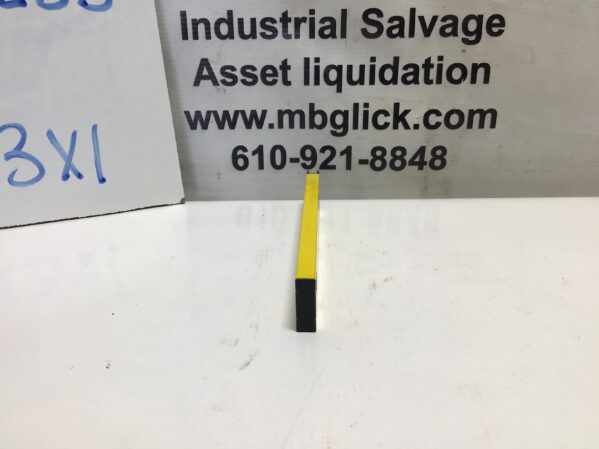 Industrial Salvage
Asset liquidation
www.mbglick.com
610-921-8848
3X1